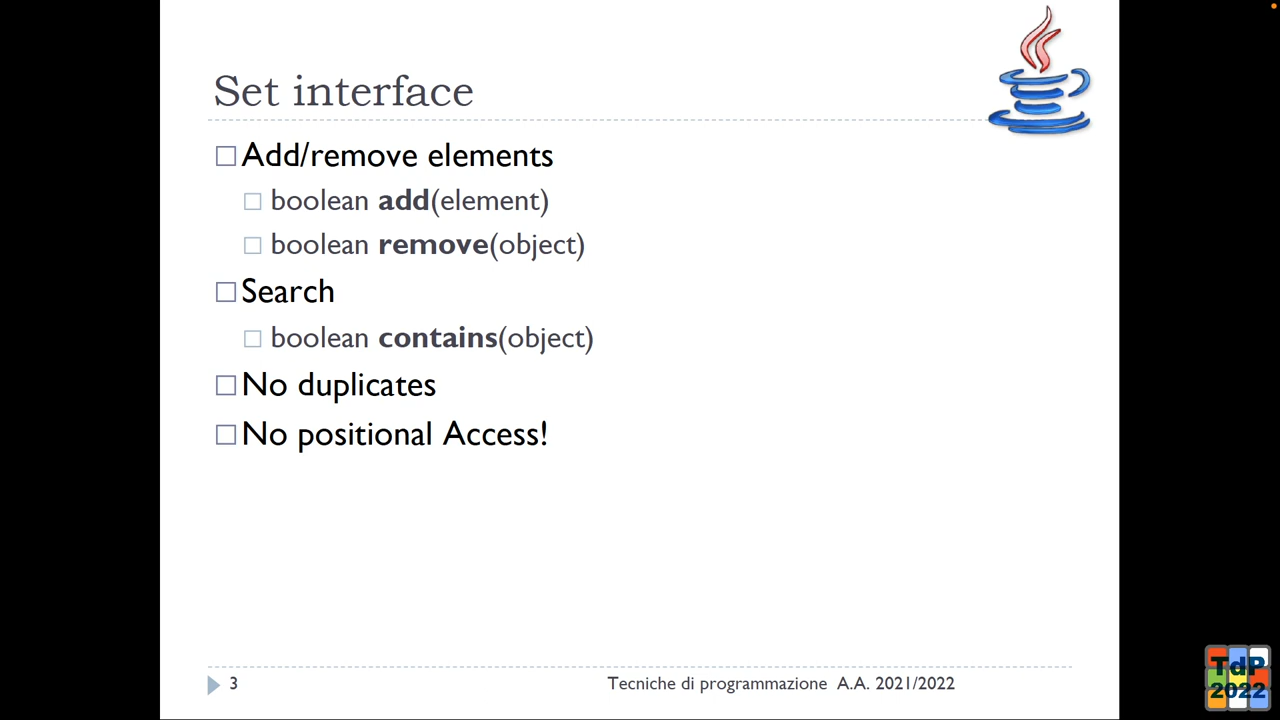 Set interface
Add/remove elements
boolean add(element)
boolean remove(object)
Search
boolean contains(object)
No duplicates
No positional Access!
3
Tecniche di programmazione A.A. 2021/2022
TdP
2022